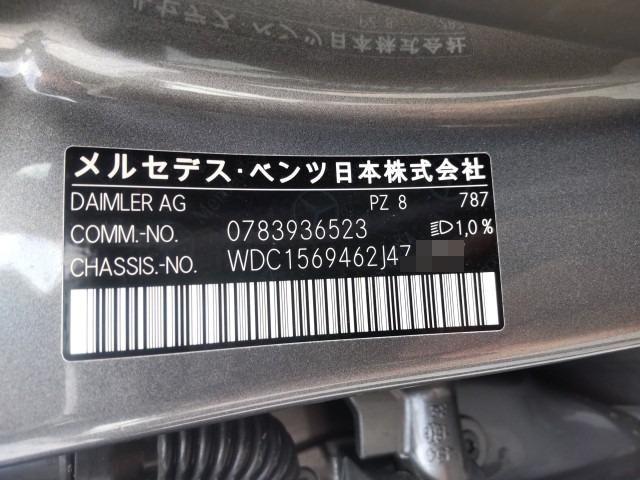 メルセデス・ベンツ日本株式会社
DAIMLER AG PZ 8 787
COMM.-NO. 0783936523 1,0%
CHASSIS.-NO. WDC1569462J47